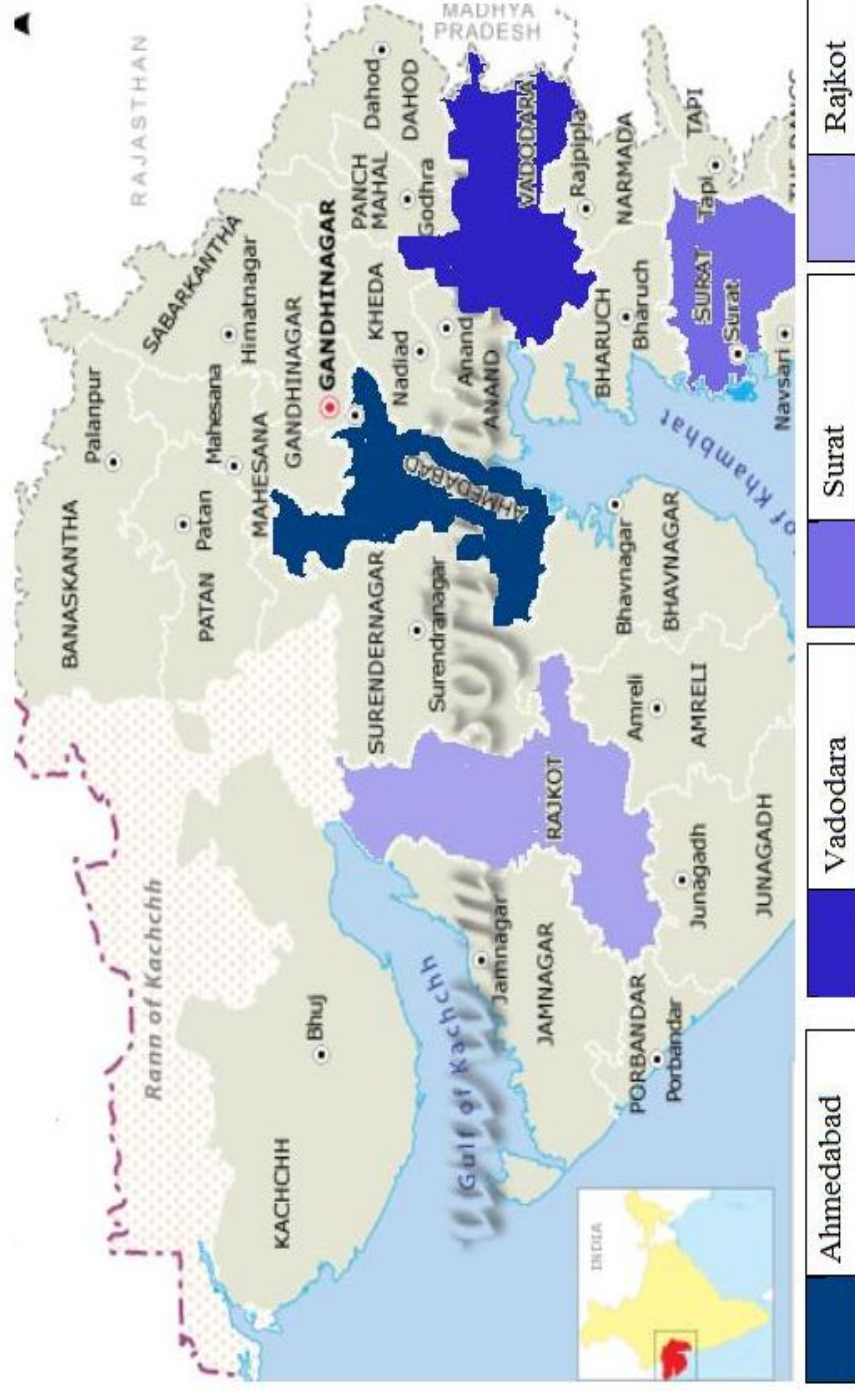 RAJASTHAN
MADHYA
PRADESH
Rann of Kachchh
BANASKANTHA
Palanpur
SABARKANTHA
Himatnagar
PATAN
Patan
Mahesana
MAHESANA
GANDHINAGAR
GANDHINAGAR
KACHCHH
Bhuj
SURENDERNAGAR
Surendranagar
AHMEDABAD
KHEDA
Nadiad
PANCH
MAHAL
Godhra
Dahod
DAHOD
Anand
ANAND
VADODARA
Gulf of Kachchh
Jamnagar
JAMNAGAR
RAJKOT
PORBANDAR
Porbandar
Junagadh
JUNAGADH
Amreli
AMRELI
Bhavnagar
BHAVNAGAR
BHARUCH
Bharuch
Rajpipla
NARMADA
SURAT
Surat
TAPI
Tapi
Navsari
of Khambhat
INDIA
Ahmedabad
Vadodara
Surat
Rajkot